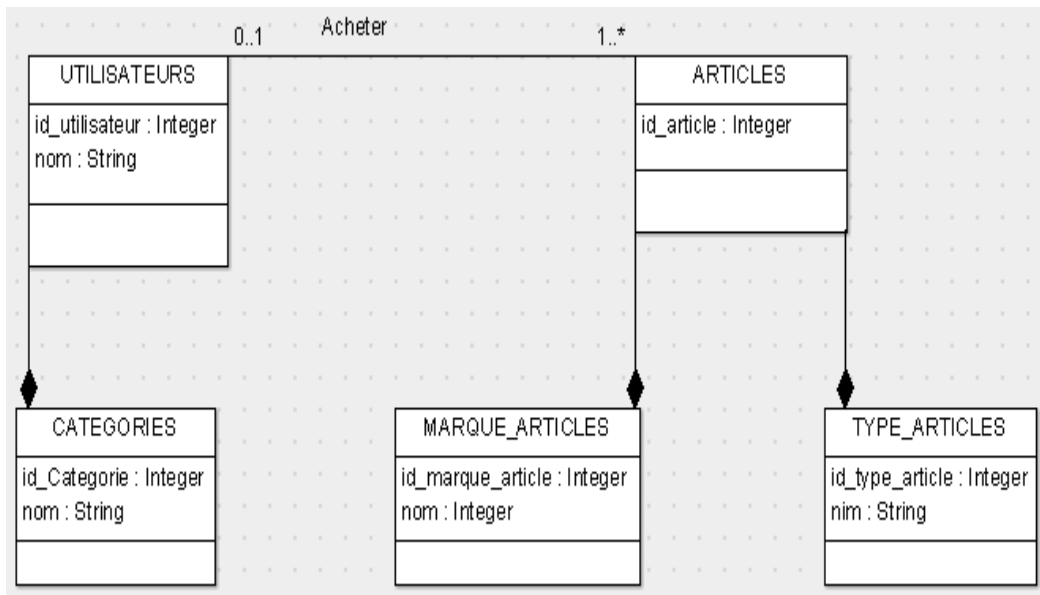 0..1
Acheter
1..*
UTILISATEURS
id_utilisateur : Integer
nom : String
ARTICLES
id_article : Integer
CATEGORIES
id_Categorie : Integer
nom : String
MARQUE_ARTICLES
id_marque_article : Integer
nom : Integer
TYPE_ARTICLES
id_type_article : Integer
nim : String